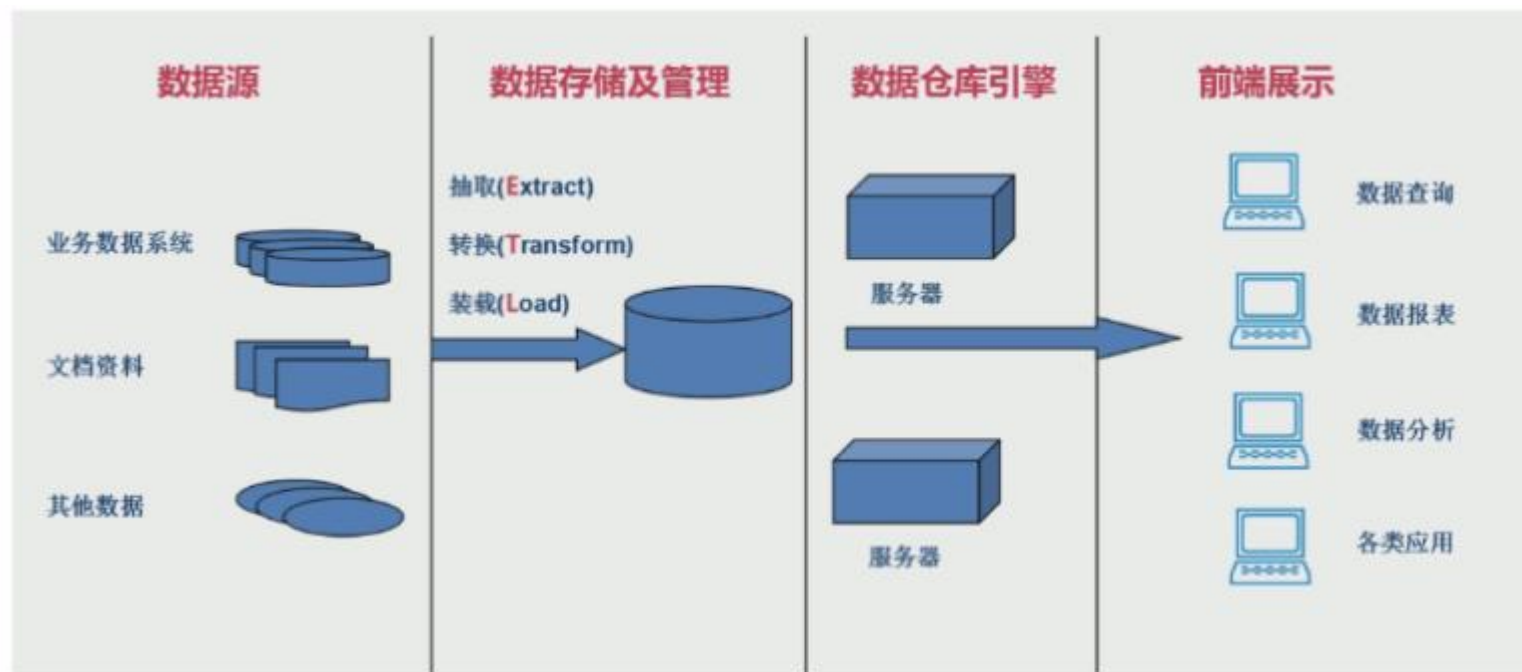 数据源
业务数据系统
文档资料
其他数据
数据存储及管理
抽取(Extract)
转换(Transform)
装载(Load)
数据仓库引擎
服务器
服务器
前端展示
数据查询
数据报表
数据分析
各类应用